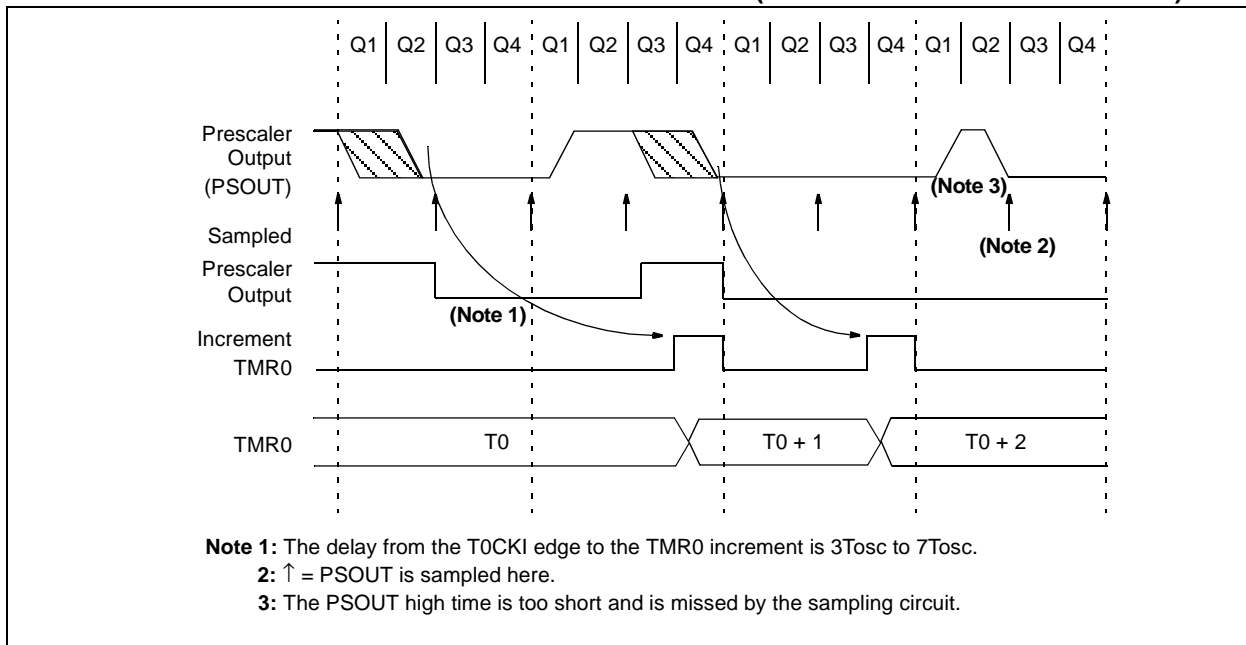 Q1 Q2 Q3 Q4 Q1 Q2 Q3 Q4 Q1 Q2 Q3 Q4 Q1 Q2 Q3 Q4
Prescaler
Output
(PSOUT)
(Note 3)
Sampled
(Note 2)
Prescaler
Output
(Note 1)
Increment
TMR0
TMR0 T0 T0 + 1 T0 + 2
Note 1: The delay from the T0CKI edge to the TMR0 increment is 3Tosc to 7Tosc.
2: ↑ = PSOUT is sampled here.
3: The PSOUT high time is too short and is missed by the sampling circuit.